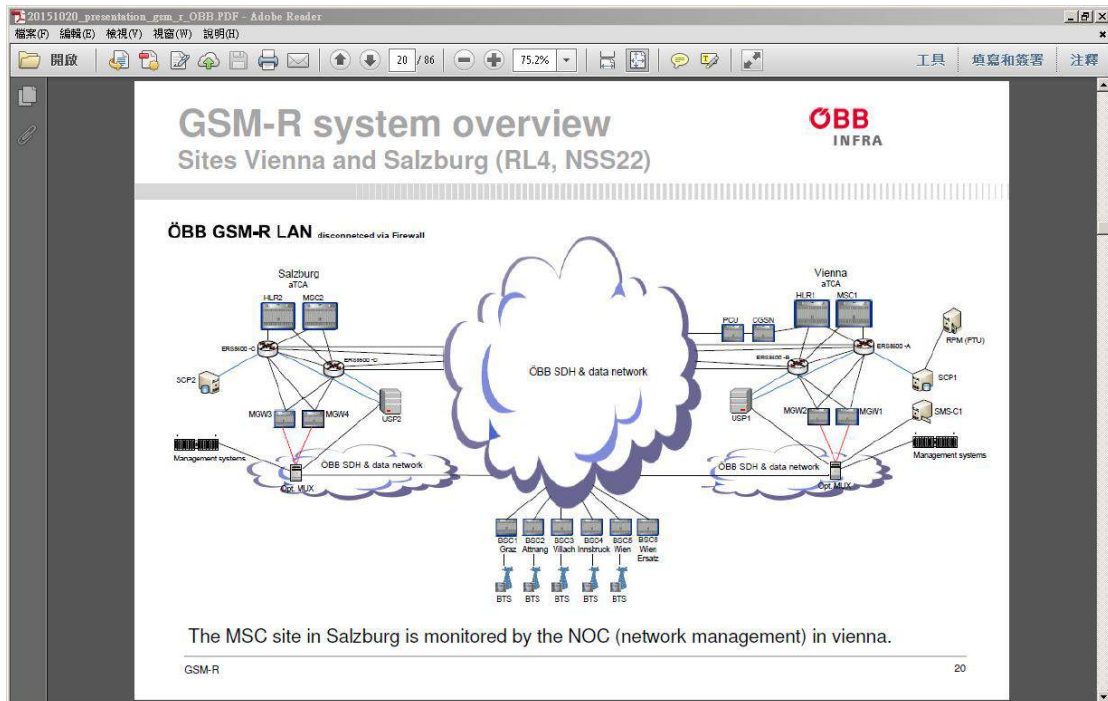 20151020_presentation_gsm_r_OBB.PDF - Adobe Reader
檔案(F) 編輯(E) 檢視(V) 視窗(W) 說明(H)
開啟 20 / 86 75.2% 工具 填寫和簽署 注釋
GSM-R system overview
Sites Vienna and Salzburg (RL4, NSS22)
ÖBB
INFRA
ÖBB GSM-R LAN disconnetced via Firewall
Salzburg
aTCA
HLR2 MSC2
ERS8600 -C
ERS8600 -D
SCP2
MGW3 MGW4
USP2
Management systems
ÖBB SDH & data network
Opt. MUX
ÖBB SDH & data network
Vienna
aTCA
HLR1 MSC1
PCU CGSN
RPM (PTU)
ERS8600 -A
ERS8600 -B
SCP1
USP1
MGW2 MGW1
SMS-C1
ÖBB SDH & data network
Management systems
Opt. MUX
BSC1 BSC2 BSC3 BSC4 BSC5 BSC6
Graz Attnang Villach Innsbruck Wien Wien
Ersatz
BTS BTS BTS BTS BTS
The MSC site in Salzburg is monitored by the NOC (network management) in vienna.
GSM-R 20